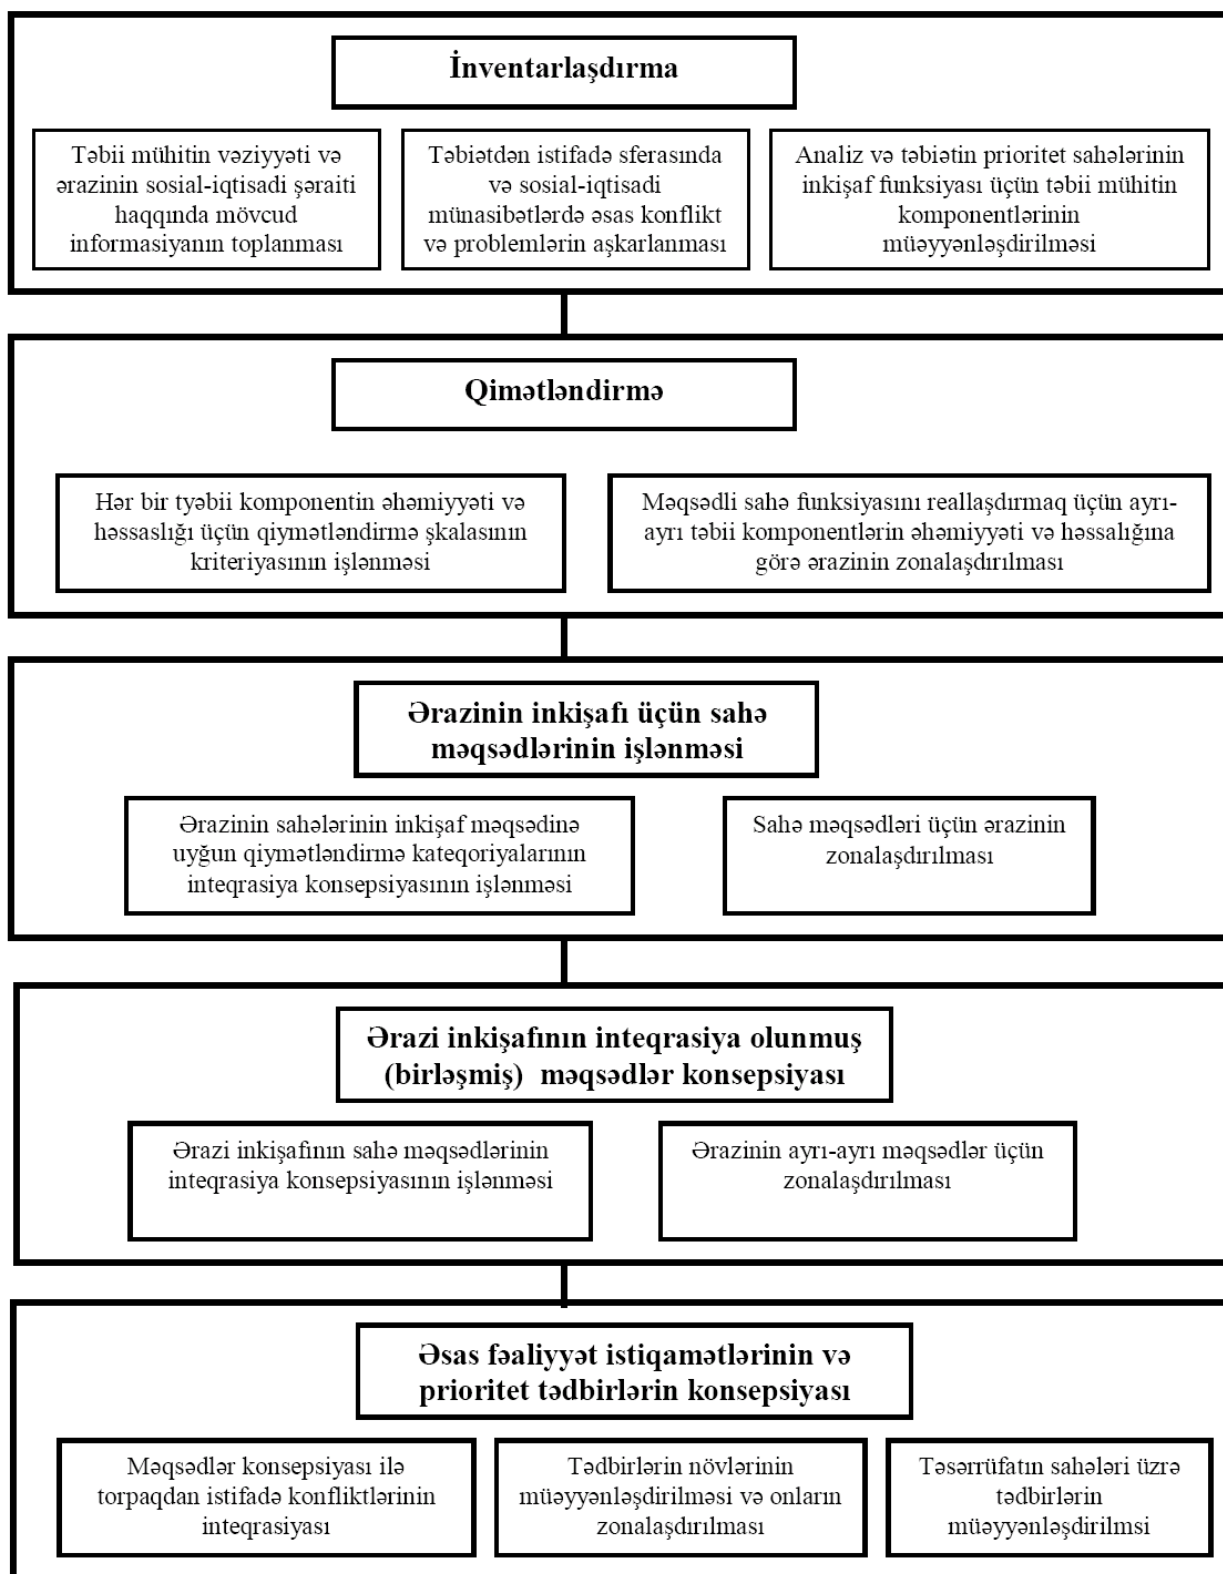 İnventarlaşdırma
Təbii mühitin vəziyyəti və
ərazinin sosial-iqtisadi şəraiti
haqqında mövcud
informasiyanın toplanması
Təbiətdən istifadə sferasında
və sosial-iqtisadi
münasibətlərdə əsas konflikt
və problemlərin aşkarlanması
Analiz və təbiətin prioritet sahələrinin
inkişaf funksiyası üçün təbii mühitin
komponentlərinin
müəyyənləşdirilməsi
Qimətləndirmə
Hər bir tyəbii komponentin əhəmiyyəti və
həssaslığı üçün qiymətləndirmə şkalasının
kriteriyasının işlənməsi
Məqsədli sahə funksiyasını reallaşdırmaq üçün ayrı-
ayrı təbii komponentlərin əhəmiyyəti və həssalığına
görə ərazinin zonalaşdırılması
Ərazinin inkişafı üçün sahə
məqsədlərinin işlənməsi
Ərazinin sahələrinin inkişaf məqsədinə
uyğun qiymətləndirmə kateqoriyalarının
inteqrasiya konsepsiyasının işlənməsi
Sahə məqsədləri üçün ərazinin
zonalaşdırılması
Ərazi inkişafının inteqrasiya olunmuş
(birləşmiş) məqsədlər konsepsiyası
Ərazi inkişafının sahə məqsədlərinin
inteqrasiya konsepsiyasının işlənməsi
Ərazinin ayrı-ayrı məqsədlər üçün
zonalaşdırılması
Əsas fəaliyyət istiqamətlərinin və
prioritet tədbirlərin konsepsiyası
Məqsədlər konsepsiyası ilə
torpaqdan istifadə konfliktlərinin
inteqrasiyası
Tədbirlərin növlərinin
müəyyənləşdirilməsi və onların
zonalaşdırılması
Təsərrüfatın sahələri üzrə
tədbirlərin
müəyyənləşdirilmsi